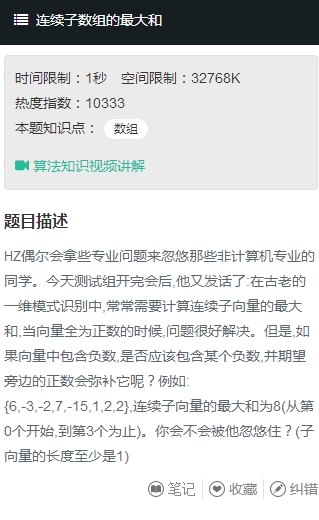 连续子数组的最大和
时间限制：1秒 空间限制：32768K
热度指数：10333
本题知识点： 数组
算法知识视频讲解
题目描述
HZ偶尔会拿些专业问题来忽悠那些非计算机专业的
同学。今天测试组开完会后,他又发话了:在古老的
一维模式识别中,常常需要计算连续子向量的最大
和,当向量全为正数的时候,问题很好解决。但是,如
果向量中包含负数,是否应该包含某个负数,并期望
旁边的正数会弥补它呢？例如:
{6,-3,-2,7,-15,1,2,2},连续子向量的最大和为8(从第
0个开始,到第3个为止)。你会不会被他忽悠住？(子
向量的长度至少是1)
笔记 收藏 纠错